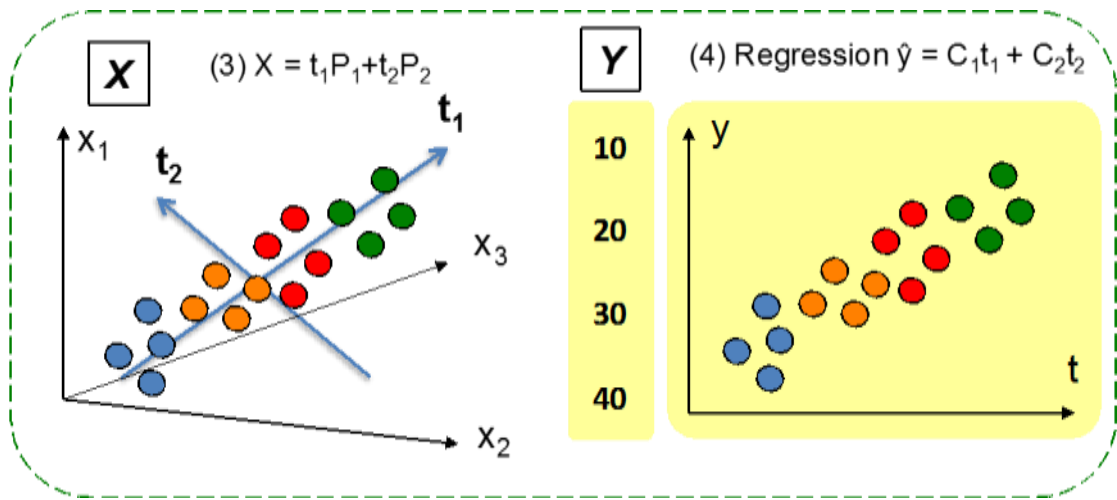 X
(3) X = t₁P₁+t₂P₂
x₁
t₂
t₁
x₃
x₂
Y
(4) Regression ŷ = C₁t₁ + C₂t₂
10
20
30
40
y
t